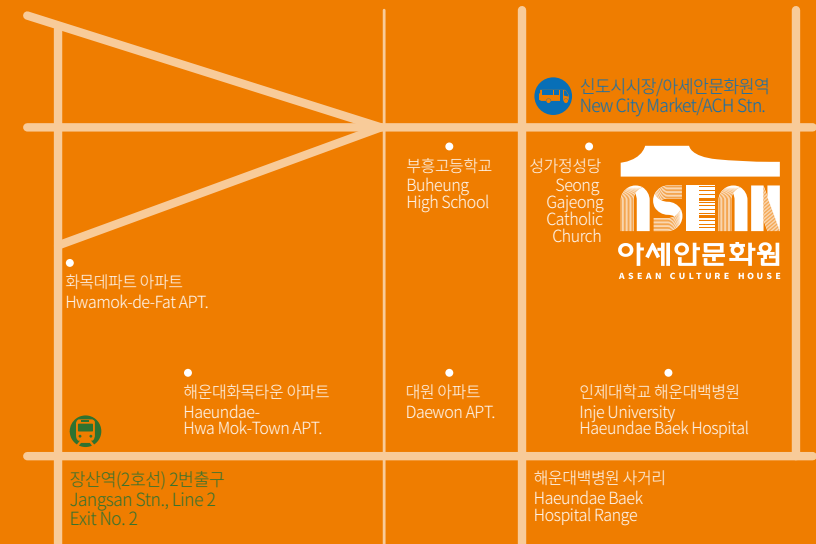 신도시시장/아세안문화원역
New City Market/ACH Stn.
부흥고등학교
Buheung
High School
성가정성당
Seong
Gajeong
Catholic
Church
ASEAN
아세안문화원
ASEAN CULTURE HOUSE
화목데파트 아파트
Hwamok-de-Fat APT.
해운대화목타운 아파트
Haeundae-
Hwa Mok-Town APT.
대원 아파트
Daewon APT.
인제대학교 해운대백병원
Inje University
Haeundae Baek Hospital
장산역(2호선) 2번출구
Jangsan Stn., Line 2
Exit No. 2
해운대백병원 사거리
Haeundae Baek
Hospital Range